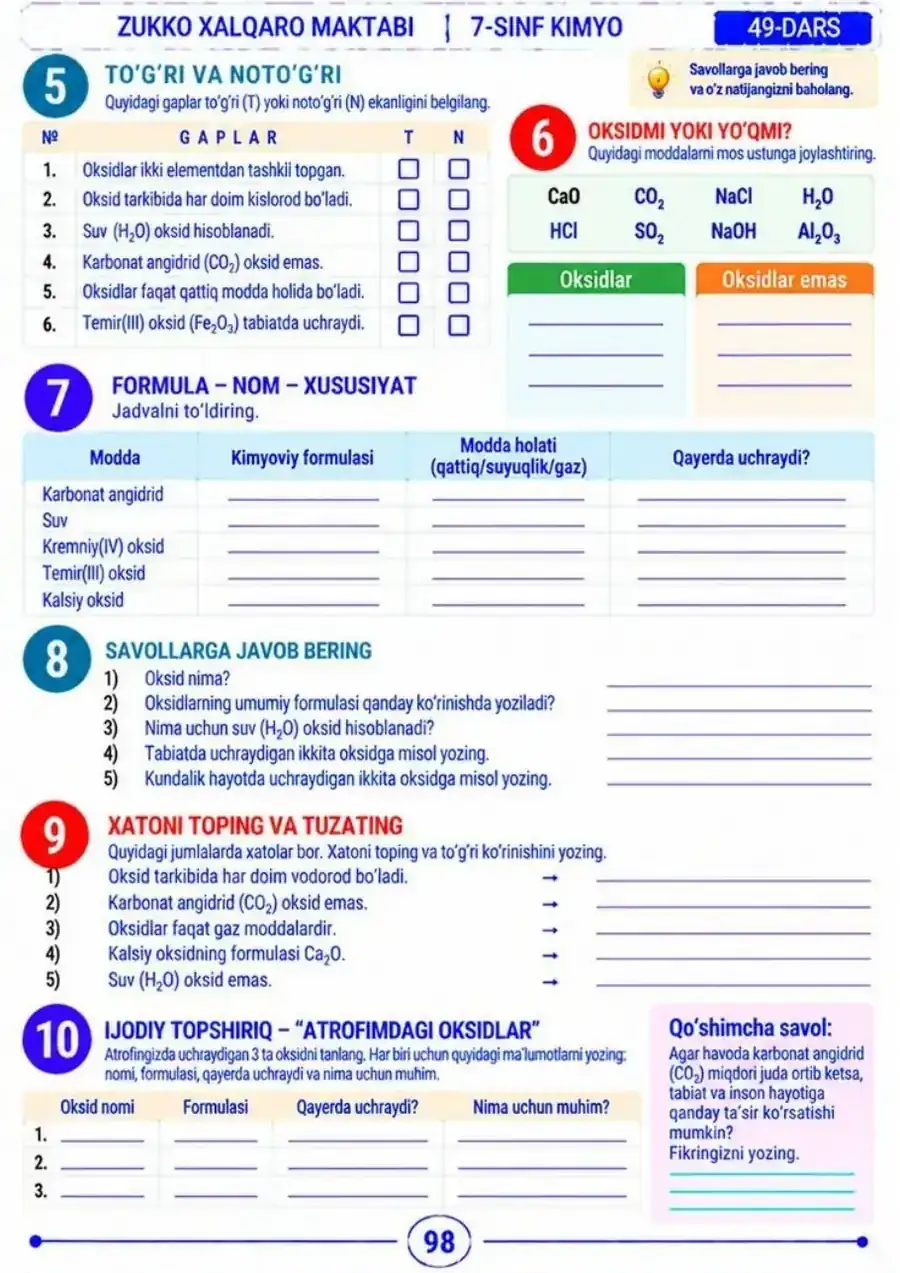 ZUKKO XALQARO MAKTABI | 7-SINF KIMYO 49-DARS
5 TO'G'RI VA NOTO'G'RI
Quyidagi gaplar to'g'ri (T) yoki noto'g'ri (N) ekanligini belgilang.
Savollarga javob bering
va o'z natijangizni baholang.
№ GAPLAR T N
1. Oksidlar ikki elementdan tashkil topgan.
2. Oksid tarkibida har doim kislorod bo'ladi.
3. Suv (H₂O) oksid hisoblanadi.
4. Karbonat angidrid (CO₂) oksid emas.
5. Oksidlar faqat qattiq modda holida bo'ladi.
6. Temir(III) oksid (Fe₂O₃) tabiatda uchraydi.
6 OKSIDMI YOKI YO'QMI?
Quyidagi moddalarni mos ustunga joylashtiring.
CaO CO₂ NaCl H₂O
HCl SO₂ NaOH Al₂O₃
Oksidlar Oksidlar emas
7 FORMULA – NOM – XUSUSIYAT
Jadvalni to'ldiring.
Modda Kimyoviy formulasi Modda holati (qattiq/suyuqlik/gaz) Qayerda uchraydi?
Karbonat angidrid
Suv
Kremniy(IV) oksid
Temir(III) oksid
Kalsiy oksid
8 SAVOLLARGA JAVOB BERING
1) Oksid nima?
2) Oksidlarning umumiy formulasi qanday ko'rinishda yoziladi?
3) Nima uchun suv (H₂O) oksid hisoblanadi?
4) Tabiatda uchraydigan ikkita oksidga misol yozing.
5) Kundalik hayotda uchraydigan ikkita oksidga misol yozing.
9 XATONI TOPING VA TUZATING
Quyidagi jumlalarda xatolar bor. Xatoni toping va to'g'ri ko'rinishini yozing.
1) Oksid tarkibida har doim vodorod bo'ladi. →
2) Karbonat angidrid (CO₂) oksid emas. →
3) Oksidlar faqat gaz moddalardir. →
4) Kalsiy oksidning formulasi Ca₂O. →
5) Suv (H₂O) oksid emas. →
10 IJODIY TOPSHIRIQ – "ATROFIMDAGI OKSIDLAR"
Atrofingizda uchraydigan 3 ta oksidni tanlang. Har biri uchun quyidagi ma'lumotlarni yozing:
nomi, formulasi, qayerda uchraydi va nima uchun muhim.
Oksid nomi Formulasi Qayerda uchraydi? Nima uchun muhim?
1.
2.
3.
Qo'shimcha savol:
Agar havoda karbonat angidrid
(CO₂) miqdori juda ortib ketsa,
tabiat va inson hayotiga
qanday ta'sir ko'rsatishi
mumkin?
Fikringizni yozing.
98